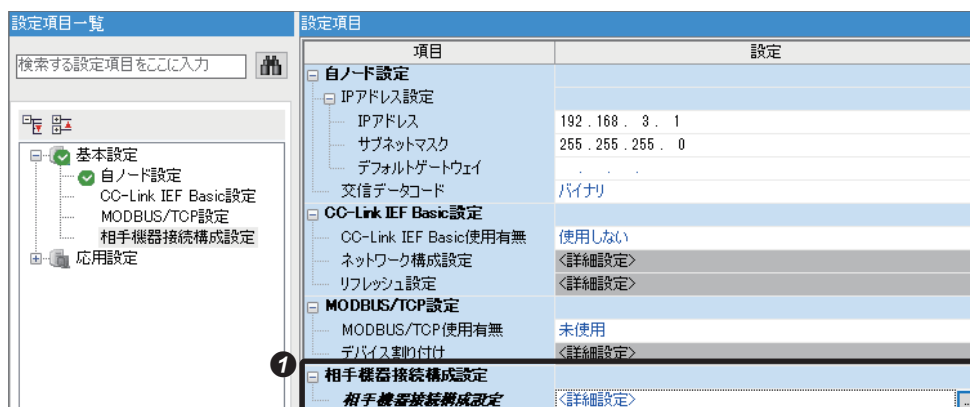 設定項目一覧
検索する設定項目をここに入力
基本設定
自ノード設定
CC-Link IEF Basic設定
MODBUS/TCP設定
相手機器接続構成設定
応用設定
設定項目
項目 設定
自ノード設定
IPアドレス設定
IPアドレス 192 . 168 . 3 . 1
サブネットマスク 255 . 255 . 255 . 0
デフォルトゲートウェイ . . .
交信データコード バイナリ
CC-Link IEF Basic設定
CC-Link IEF Basic使用有無 使用しない
ネットワーク構成設定 <詳細設定>
リフレッシュ設定 <詳細設定>
MODBUS/TCP設定
MODBUS/TCP使用有無 未使用
デバイス割り付け <詳細設定>
1
相手機器接続構成設定
相手機器接続構成設定 <詳細設定> ...